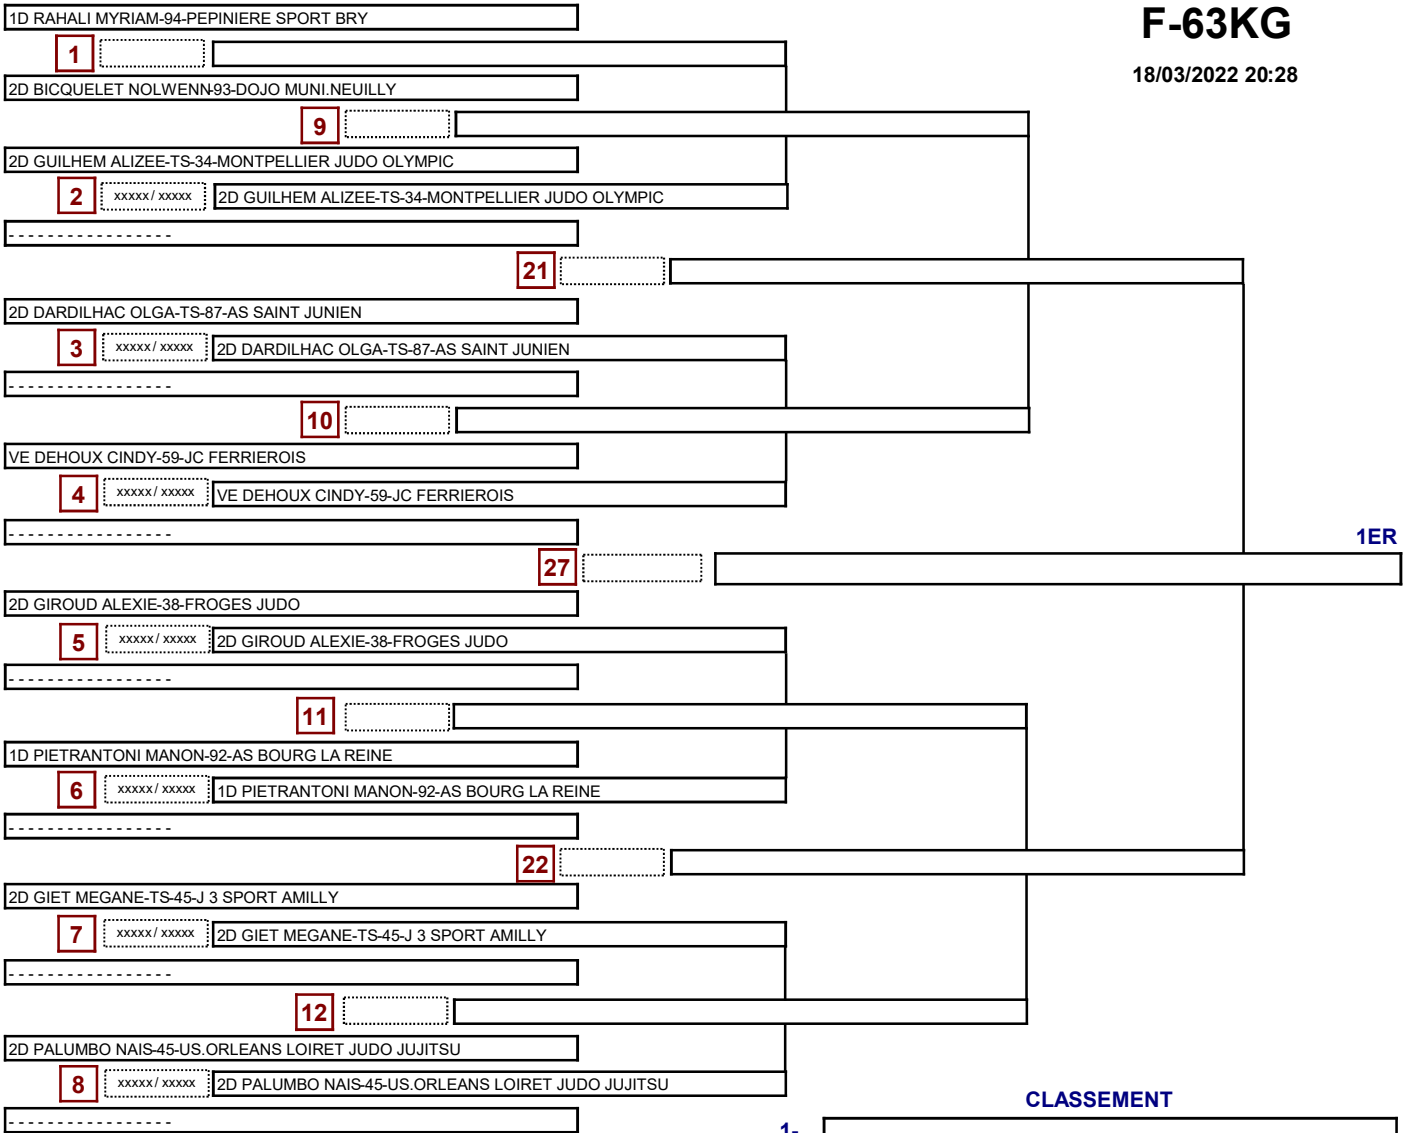 1D RAHALI MYRIAM-94-PEPINIERE SPORT BRY
F-63KG
1
18/03/2022 20:28
2D BICQUELET NOLWENN-93-DOJO MUNI.NEUILLY
9
2D GUILHEM ALIZEE-TS-34-MONTPELLIER JUDO OLYMPIC
2 xxxxx/ xxxxx 2D GUILHEM ALIZEE-TS-34-MONTPELLIER JUDO OLYMPIC
- - - - - - - - - - - - - - - - -
21
2D DARDILHAC OLGA-TS-87-AS SAINT JUNIEN
3 xxxxx/ xxxxx 2D DARDILHAC OLGA-TS-87-AS SAINT JUNIEN
- - - - - - - - - - - - - - - - -
10
VE DEHOUX CINDY-59-JC FERRIEROIS
4 xxxxx/ xxxxx VE DEHOUX CINDY-59-JC FERRIEROIS
- - - - - - - - - - - - - - - - -
1ER
27
2D GIROUD ALEXIE-38-FROGES JUDO
5 xxxxx/ xxxxx 2D GIROUD ALEXIE-38-FROGES JUDO
- - - - - - - - - - - - - - - - -
11
1D PIETRANTONI MANON-92-AS BOURG LA REINE
6 xxxxx/ xxxxx 1D PIETRANTONI MANON-92-AS BOURG LA REINE
- - - - - - - - - - - - - - - - -
22
2D GIET MEGANE-TS-45-J 3 SPORT AMILLY
7 xxxxx/ xxxxx 2D GIET MEGANE-TS-45-J 3 SPORT AMILLY
- - - - - - - - - - - - - - - - -
12
2D PALUMBO NAIS-45-US.ORLEANS LOIRET JUDO JUJITSU
8 xxxxx/ xxxxx 2D PALUMBO NAIS-45-US.ORLEANS LOIRET JUDO JUJITSU
CLASSEMENT
- - - - - - - - - - - - - - - - -
1-